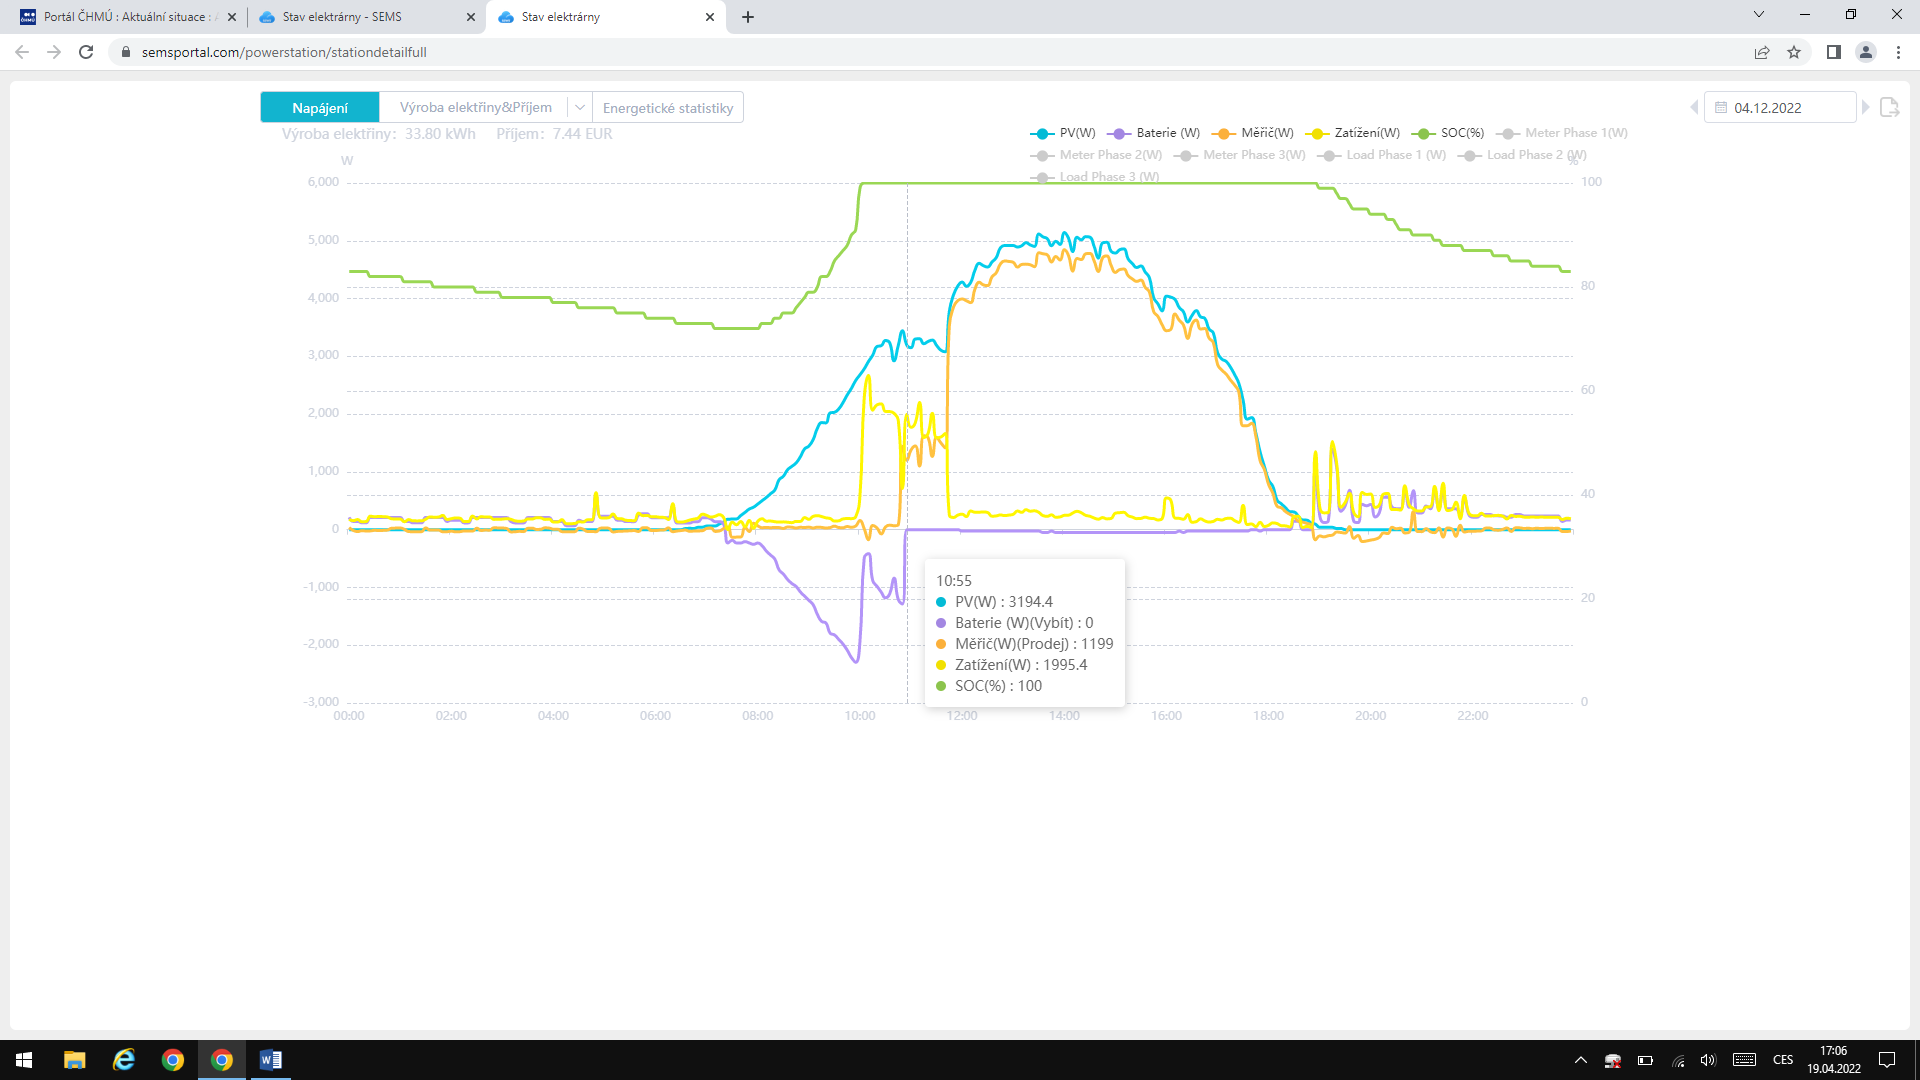 Portál ČHMÚ : Aktuální situace :
Stav elektrárny - SEMS
Stav elektrárny
semsportal.com/powerstation/stationdetailfull
Napájení
Výroba elektřiny&Příjem
Energetické statistiky
04.12.2022
Výroba elektřiny: 33.80 kWh Příjem: 7.44 EUR
PV(W) Baterie (W) Měřič(W) Zatížení(W) SOC(%) Meter Phase 1(W)
Meter Phase 2(W) Meter Phase 3(W) Load Phase 1 (W) Load Phase 2 (W)
Load Phase 3 (W)
W
%
6,000
5,000
4,000
3,000
2,000
1,000
0
-1,000
-2,000
-3,000
100
80
60
40
20
0
00:00 02:00 04:00 06:00 08:00 10:00 12:00 14:00 16:00 18:00 20:00 22:00
10:55
PV(W) : 3194.4
Baterie (W)(Vybít) : 0
Měřič(W)(Prodej) : 1199
Zatížení(W) : 1995.4
SOC(%) : 100
CES
17:06
19.04.2022